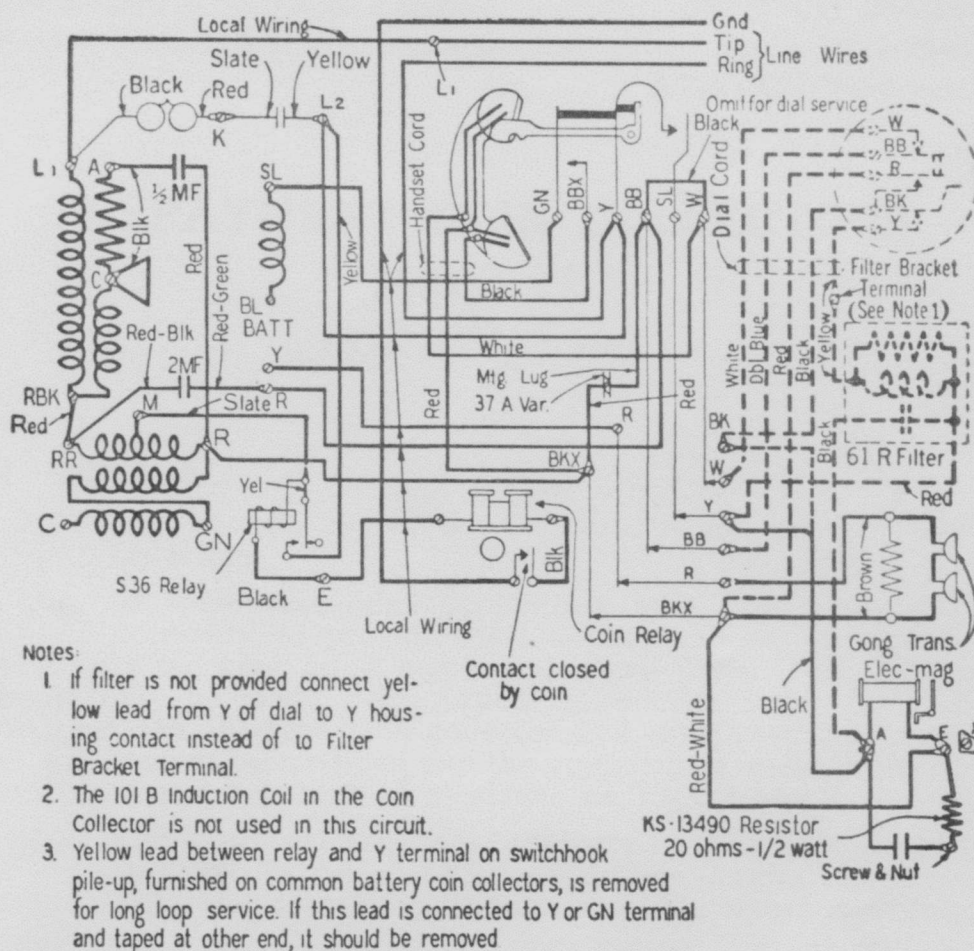 Gnd
Local Wiring
Tip
Ring
Line Wires
Slate
Yellow
Black
Red
L1
L2
K
Omit for dial service
Black
W
BB
R
BK
Y
L1
A
1/2 MF
Blk
C
Red
Red-Green
SL
BL
BATT
Yellow
Handset Cord
GN
BBX
Y
BB
SL
W
Dial Cord
Filter Bracket
Terminal
(See Note 1)
Black
White
Red-Blk
2MF
Y
Red
Mtg Lug
37 A Var.
Red
White
Dbl Blue
Red
Black
Yellow
Black
RBK
Red
M
Slate R
R
RR
R
BKX
BK
W
61 R Filter
Red
C
GN
Yel
Y
BB
R
BKX
S36 Relay
Black
E
Blk
Brown
Local Wiring
Coin Relay
Gong Trans.
Contact closed
by coin
Elec-mag
Black
Red-White
A
E
KS-13490 Resistor
20 ohms-1/2 watt
Screw & Nut
Notes:
1. If filter is not provided connect yel-
low lead from Y of dial to Y hous-
ing contact instead of to Filter
Bracket Terminal.
2. The 101 B Induction Coil in the Coin
Collector is not used in this circuit.
3. Yellow lead between relay and Y terminal on switchhook
pile-up, furnished on common battery coin collectors, is removed
for long loop service. If this lead is connected to Y or GN terminal
and taped at other end, it should be removed.